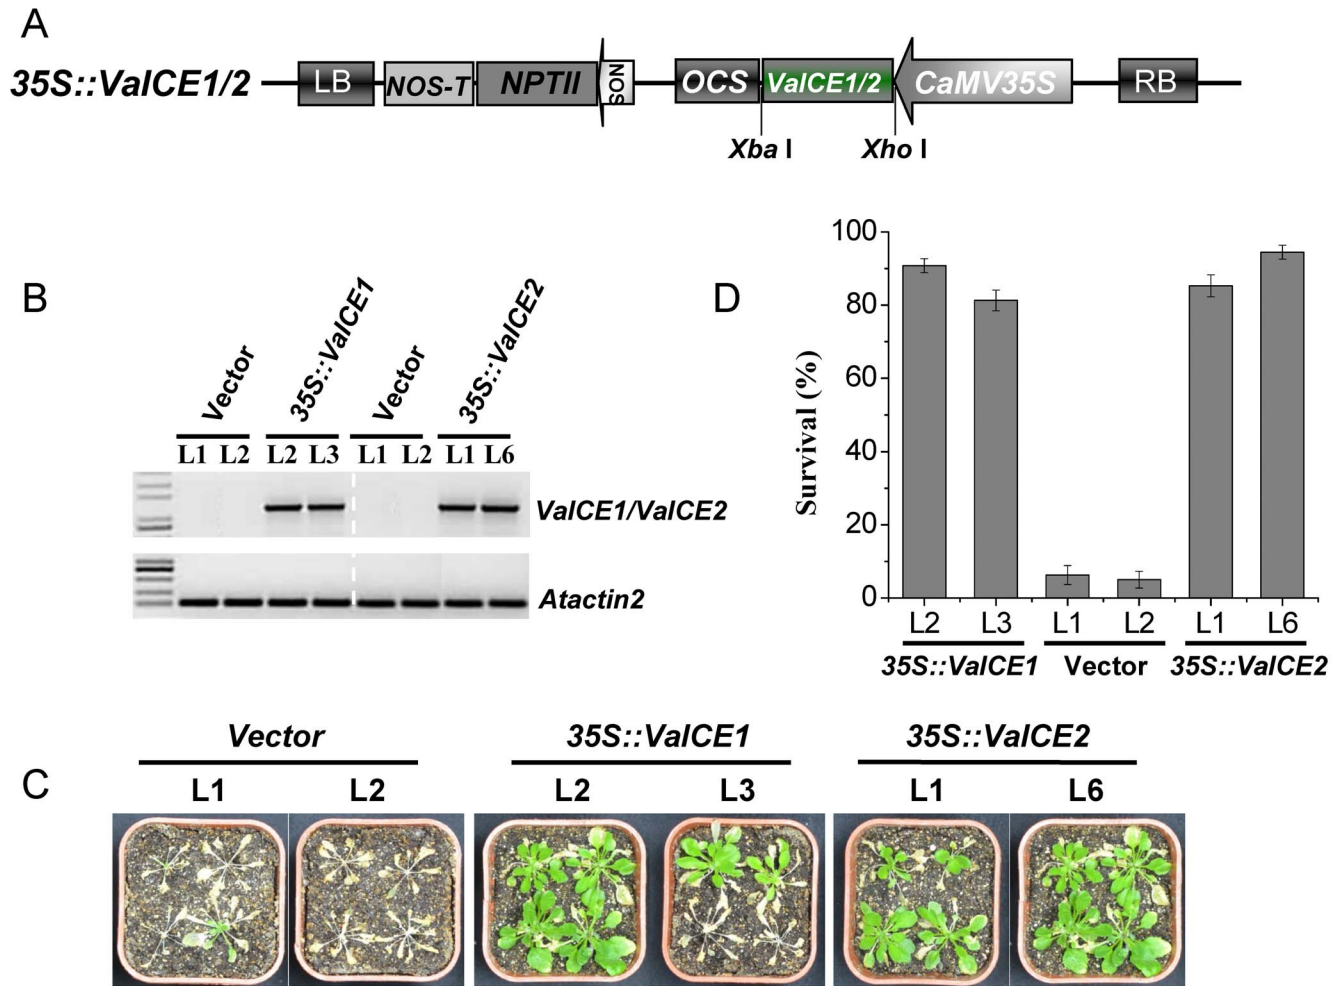 A
35S::VaICE1/2 LB NOS-T NPTII NOS OCS VaICE1/2 CaMV35S RB
Xba I Xho I
B
Vector 35S::VaICE1 Vector 35S::VaICE2
L1 L2 L2 L3 L1 L2 L1 L6
VaICE1/VaICE2
Atactin2
D
Survival (%)
100
80
60
40
20
0
L2 L3 L1 L2 L1 L6
35S::VaICE1 Vector 35S::VaICE2
Vector 35S::VaICE1 35S::VaICE2
C L1 L2 L2 L3 L1 L6